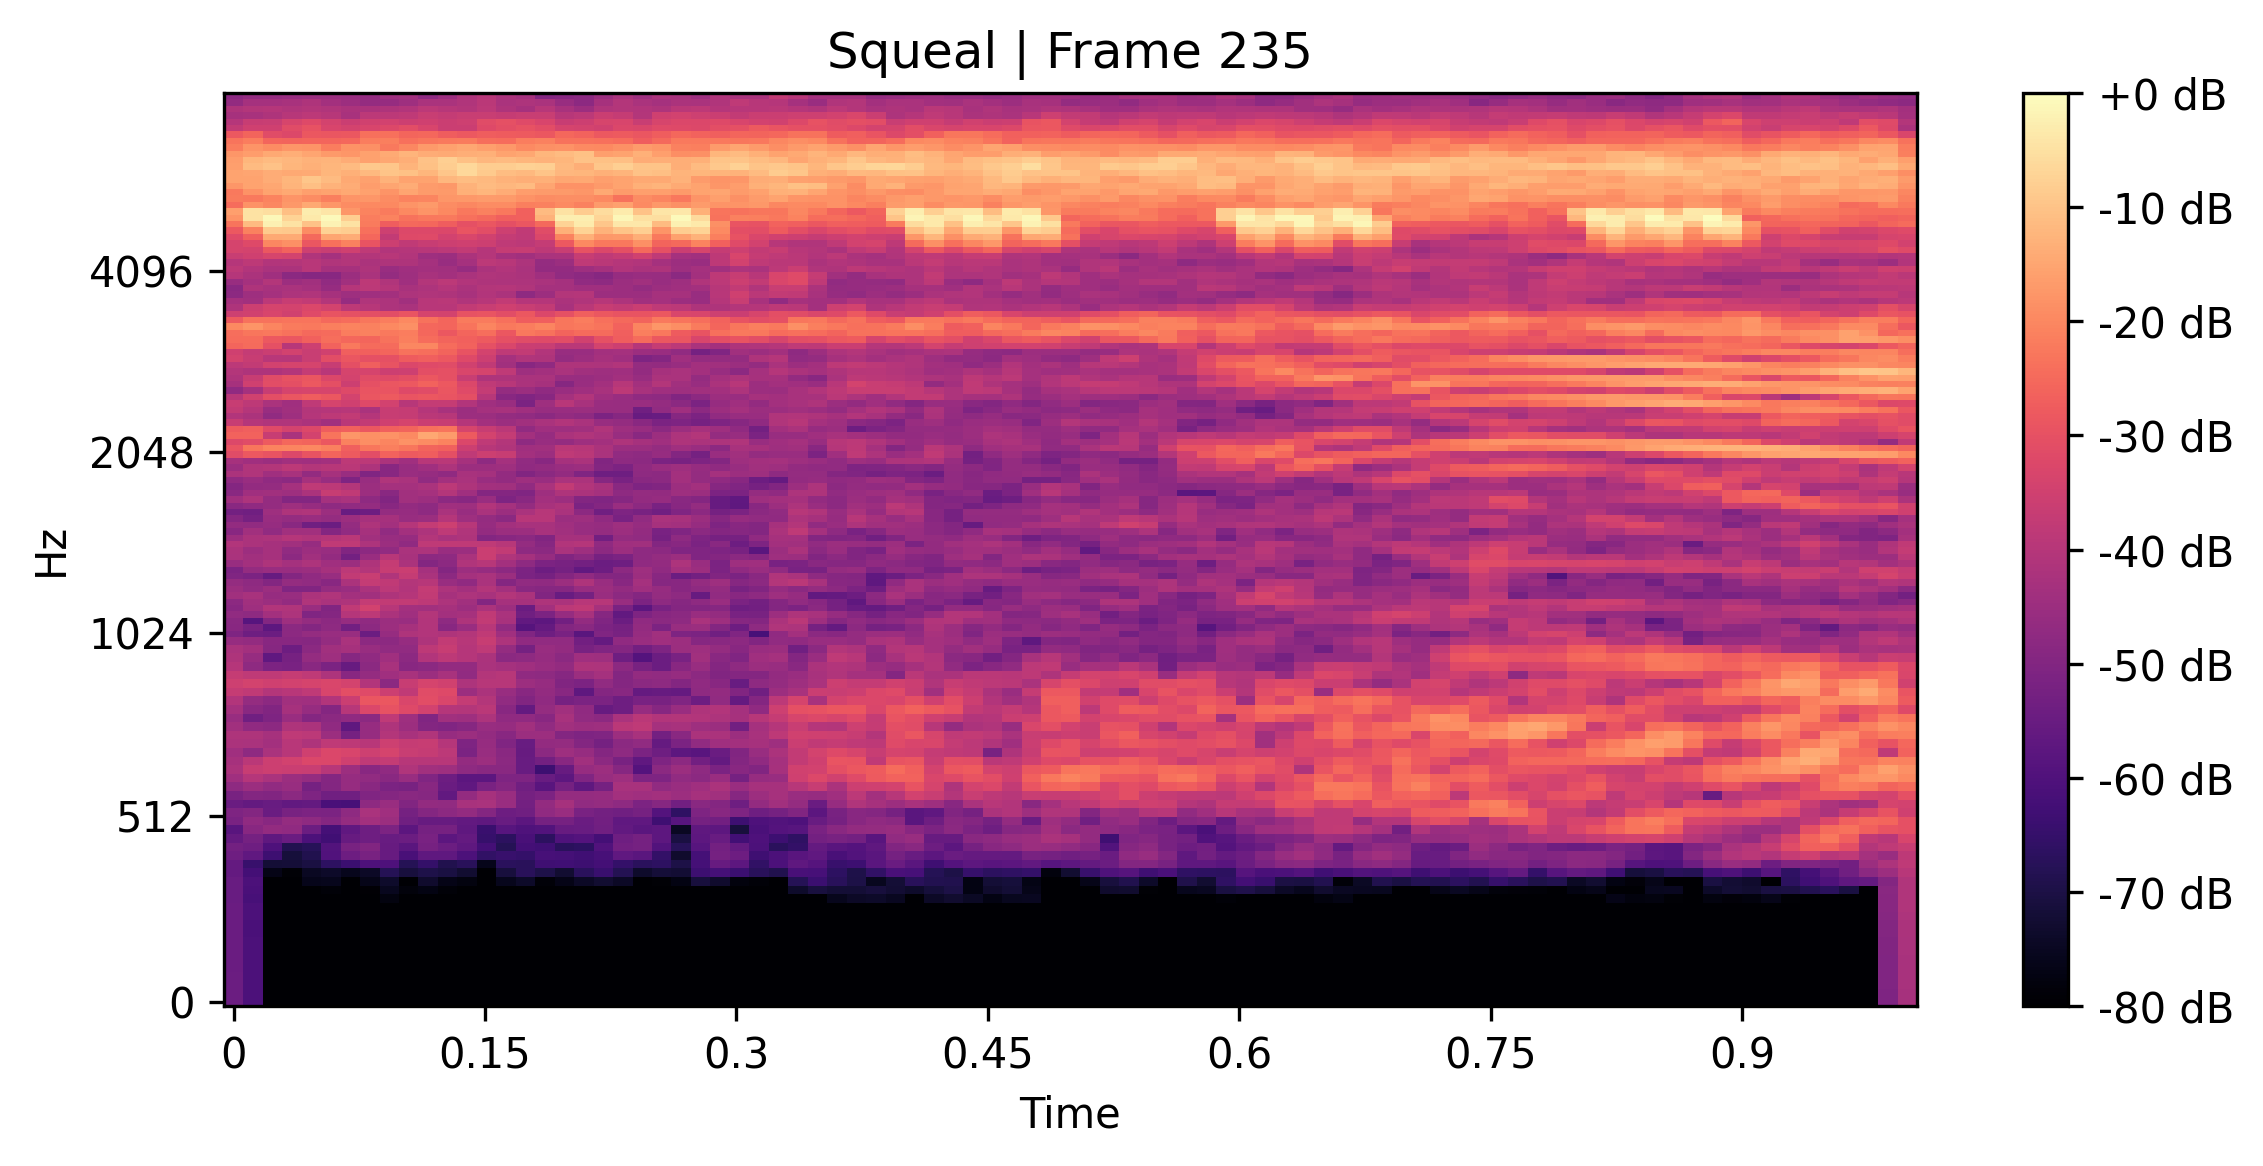 Squeal | Frame 235
+0 dB
-10 dB
-20 dB
-30 dB
-40 dB
-50 dB
-60 dB
-70 dB
-80 dB
4096
2048
1024
512
0
Hz
0 0.15 0.3 0.45 0.6 0.75 0.9
Time